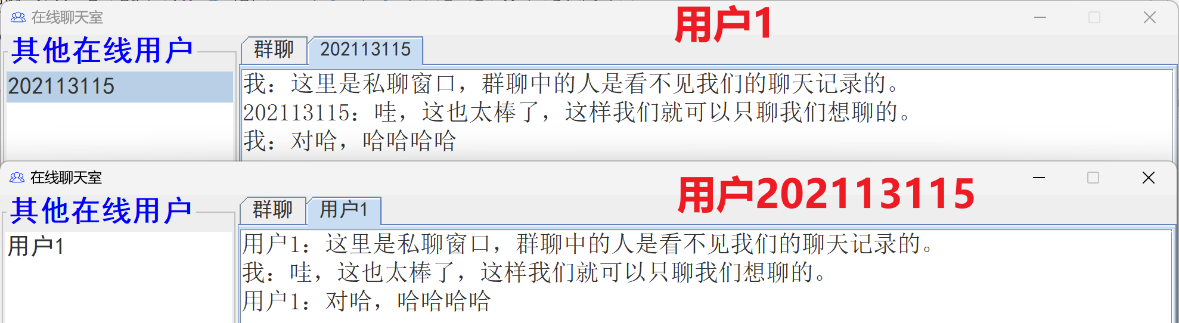 在线聊天室
用户1
其他在线用户
群聊 202113115
202113115
我：这里是私聊窗口，群聊中的人是看不见我们的聊天记录的。
202113115：哇，这也太棒了，这样我们就可以只聊我们想聊的。
我：对哈，哈哈哈哈
在线聊天室
用户202113115
其他在线用户
群聊 用户1
用户1
用户1：这里是私聊窗口，群聊中的人是看不见我们的聊天记录的。
我：哇，这也太棒了，这样我们就可以只聊我们想聊的。
用户1：对哈，哈哈哈哈